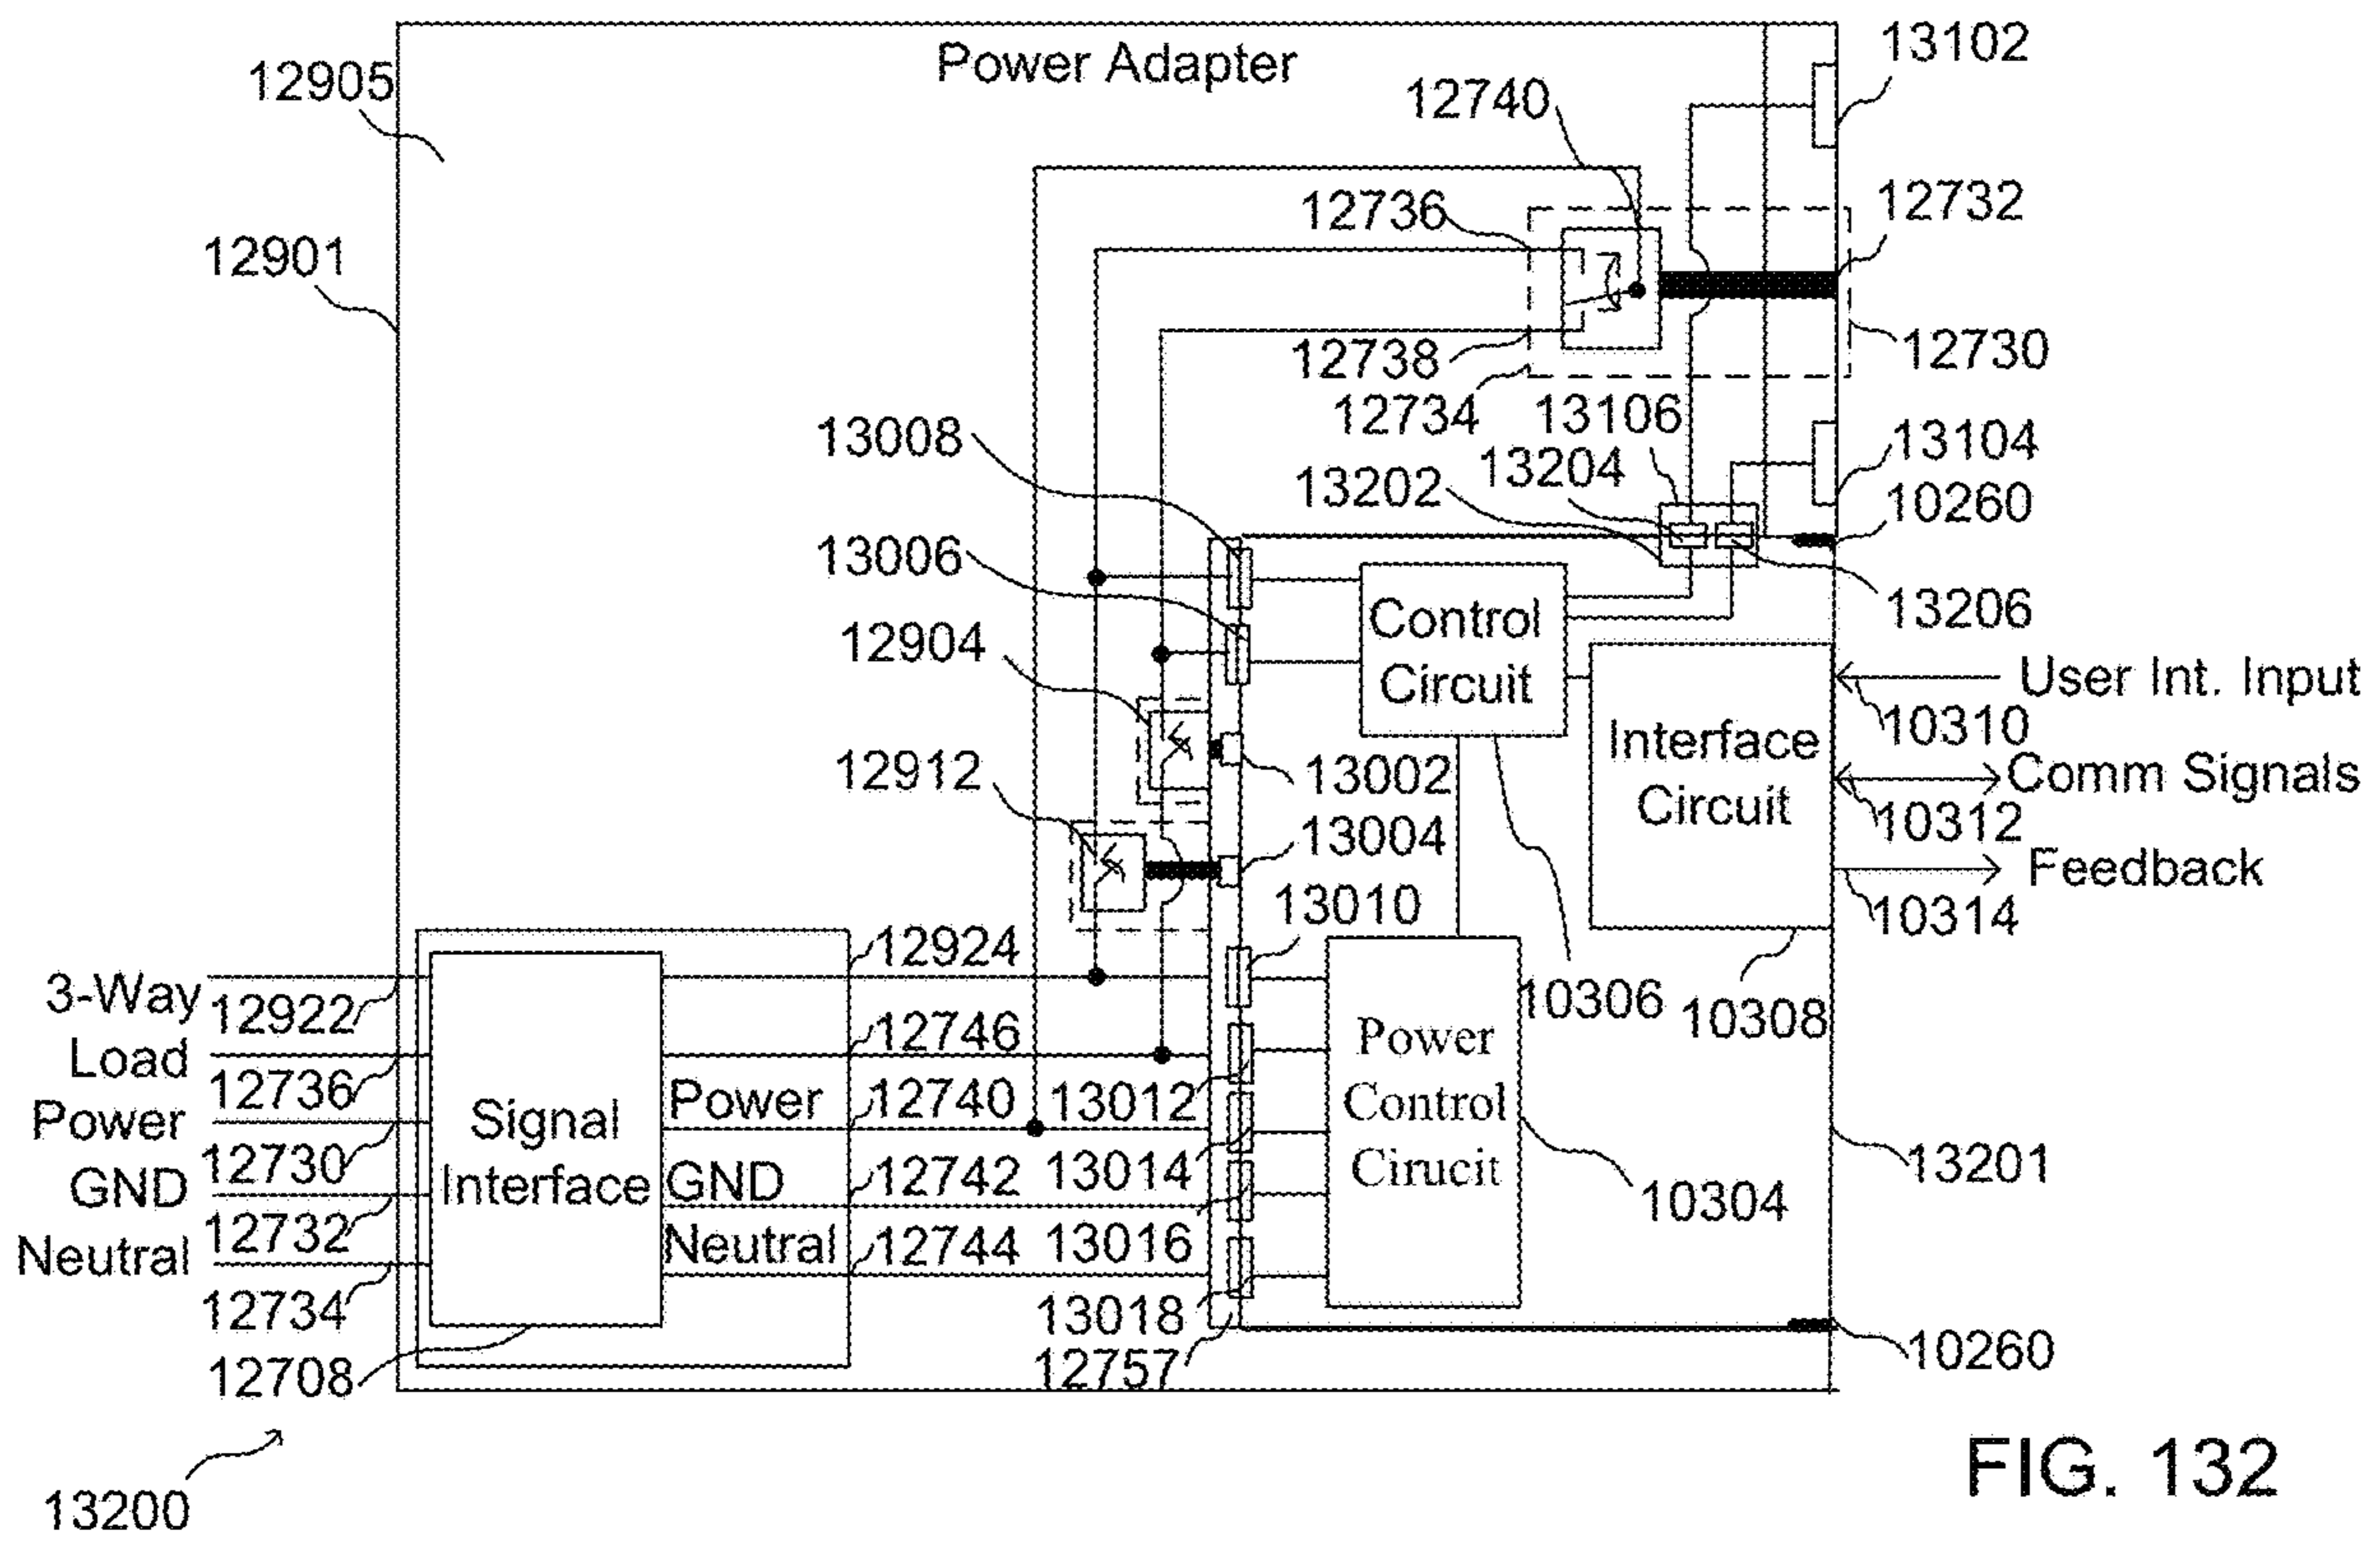 Power Adapter
13102
12905
12740
12736
12732
12901
12730
12738
12734
13106
13008
13104
13204
13202
10260
13006
13206
12904
Control
Circuit
User Int. Input
10310
Interface
Circuit
12912
13002
Comm Signals
10312
13004
Feedback
13010
10314
12924
3-Way
12922
10306
10308
12746
Load
12736
Power
12740
13012
Power
Control
Cirucit
Power
12730
Signal
Interface
GND
12742
13014
13201
GND
12732
10304
Neutral
12744
13016
Neutral
12734
13018
10260
12708
12757
13200
FIG. 132